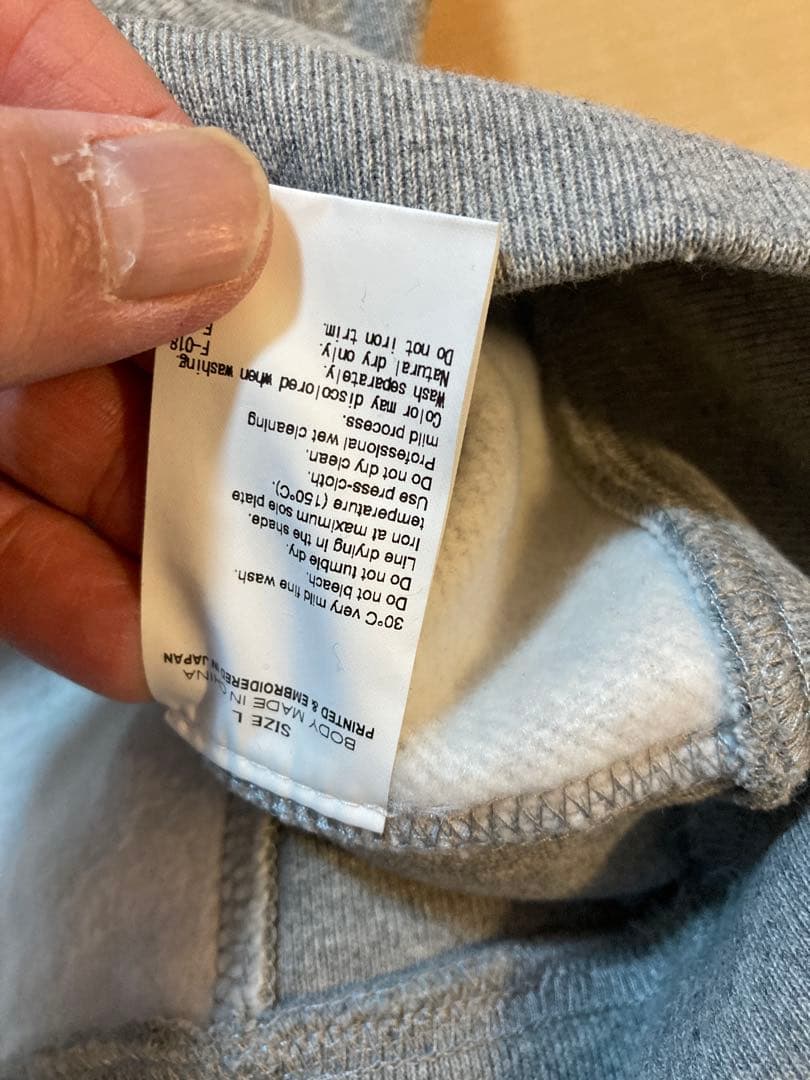 SIZE L
BODY MADE IN CHINA
PRINTED & EMBROIDERED IN JAPAN
30°C very mild fine wash.
Do not bleach.
Do not tumble dry.
Line drying in the shade.
Iron at maximum sole plate
temperature (150°C).
Use press-cloth.
Do not dry clean.
Professional wet cleaning
mild process.
Color may discolored when washing.
Wash separately.
Natural dry only.
Do not iron trim.
F-018